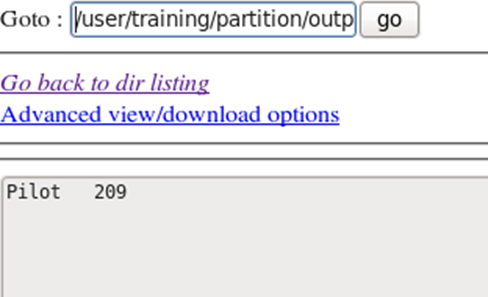 Goto : /user/training/partition/outp go
Go back to dir listing
Advanced view/download options
Pilot 209